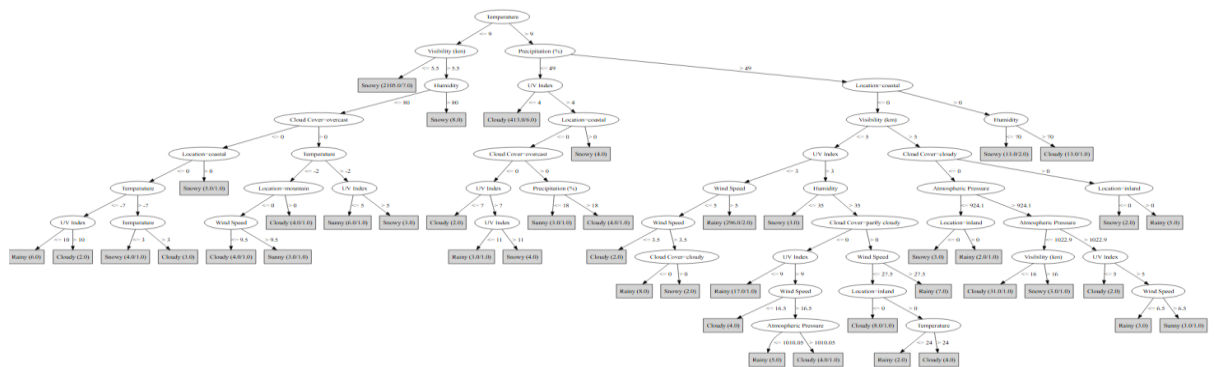 Temperature
<= 9 > 9
Visibility (km) Precipitation (%)
<= 5.5 > 5.5 <= 49 > 49
Snowy (2105.0/7.0) Humidity UV Index Location=coastal
<= 80 > 80 <= 4 > 4 <= 0 > 0
Cloud Cover=overcast Snowy (8.0) Cloudy (413.0/6.0) Location=coastal Visibility (km) Humidity
<= 0 > 0 <= 0 > 0 <= 5 > 5 <= 70 > 70
Location=coastal Temperature Cloud Cover=overcast Snowy (4.0) UV Index Cloud Cover=cloudy Snowy (13.0/2.0) Cloudy (13.0/1.0)
<= 0 > 0 <= -2 > -2 <= 0 > 0 <= 3 > 3 <= 0 > 0
Temperature Snowy (5.0/1.0) Location=mountain UV Index UV Index Precipitation (%) Wind Speed Humidity Atmospheric Pressure Location=inland
<= -7 > -7 <= 0 > 0 <= 5 > 5 <= 7 > 7 <= 18 > 18 <= 5 > 5 <= 35 > 35 <= 924.1 > 924.1 <= 0 > 0
UV Index Temperature Wind Speed Cloudy (4.0/1.0) Sunny (6.0/1.0) Snowy (3.0) Cloudy (2.0) UV Index Sunny (3.0/1.0) Cloudy (4.0/1.0) Wind Speed Rainy (256.0/2.0) Snowy (3.0) Cloud Cover=partly cloudy Location=inland Atmospheric Pressure Snowy (2.0) Rainy (5.0)
<= 10 > 10 <= 3 > 3 <= 9.5 > 9.5 <= 11 > 11 <= 3.5 > 3.5 <= 0 > 0 <= 0 > 0 <= 1022.9 > 1022.9
Rainy (6.0) Cloudy (2.0) Snowy (4.0/1.0) Cloudy (3.0) Cloudy (4.0/1.0) Sunny (3.0/1.0) Rainy (3.0/1.0) Snowy (4.0) Cloudy (2.0) Cloud Cover=cloudy UV Index Wind Speed Snowy (3.0) Rainy (2.0/1.0) Visibility (km) UV Index
<= 0 > 0 <= 9 > 9 <= 27.5 > 27.5 <= 16 > 16 <= 5 > 5
Rainy (8.0) Snowy (2.0) Rainy (17.0/1.0) Wind Speed Location=inland Rainy (7.0) Cloudy (31.0/1.0) Snowy (3.0/1.0) Cloudy (2.0) Wind Speed
<= 16.5 > 16.5 <= 0 > 0 <= 6.5 > 6.5
Cloudy (4.0) Atmospheric Pressure Cloudy (8.0/1.0) Temperature Rainy (3.0) Sunny (3.0/1.0)
<= 1010.05 > 1010.05 <= 24 > 24
Rainy (5.0) Cloudy (4.0/1.0) Rainy (2.0) Cloudy (4.0)